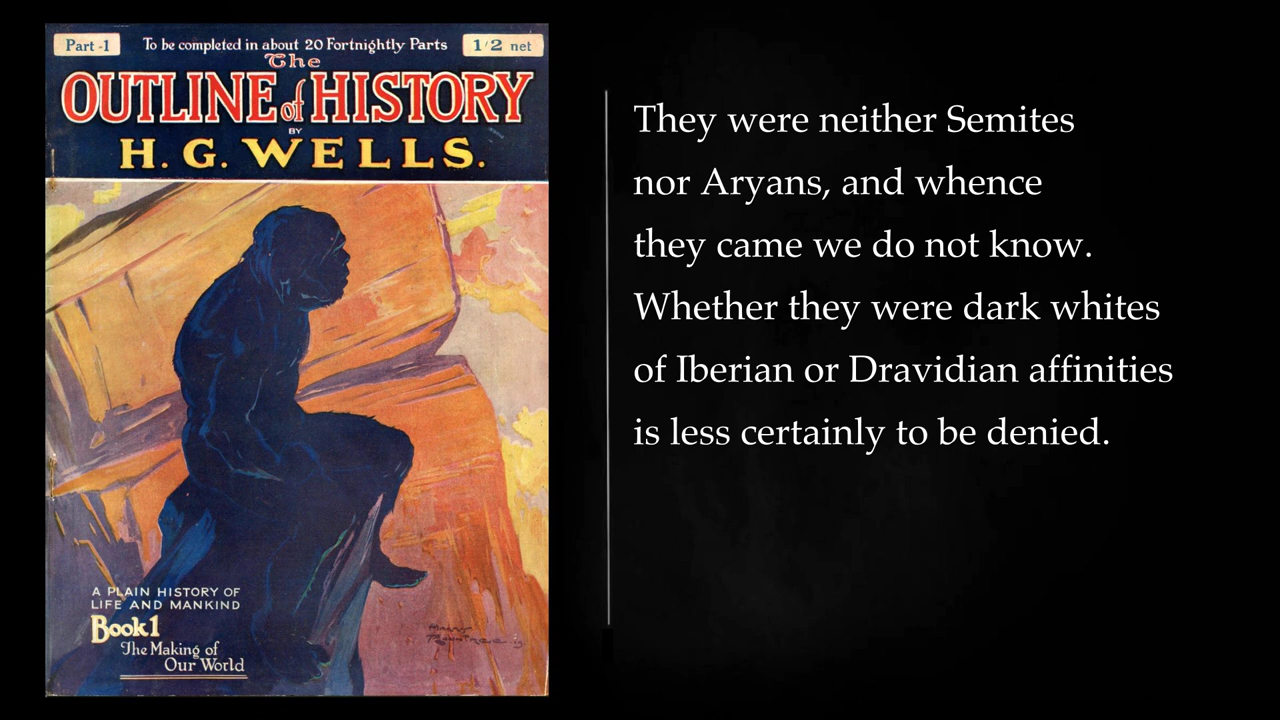 Part -1
To be completed in about 20 Fortnightly Parts
1/2 net
The
OUTLINE of HISTORY
BY
H. G. WELLS.
A PLAIN HISTORY OF
LIFE AND MANKIND
Book 1
The Making of
Our World
They were neither Semites
nor Aryans, and whence
they came we do not know.
Whether they were dark whites
of Iberian or Dravidian affinities
is less certainly to be denied.